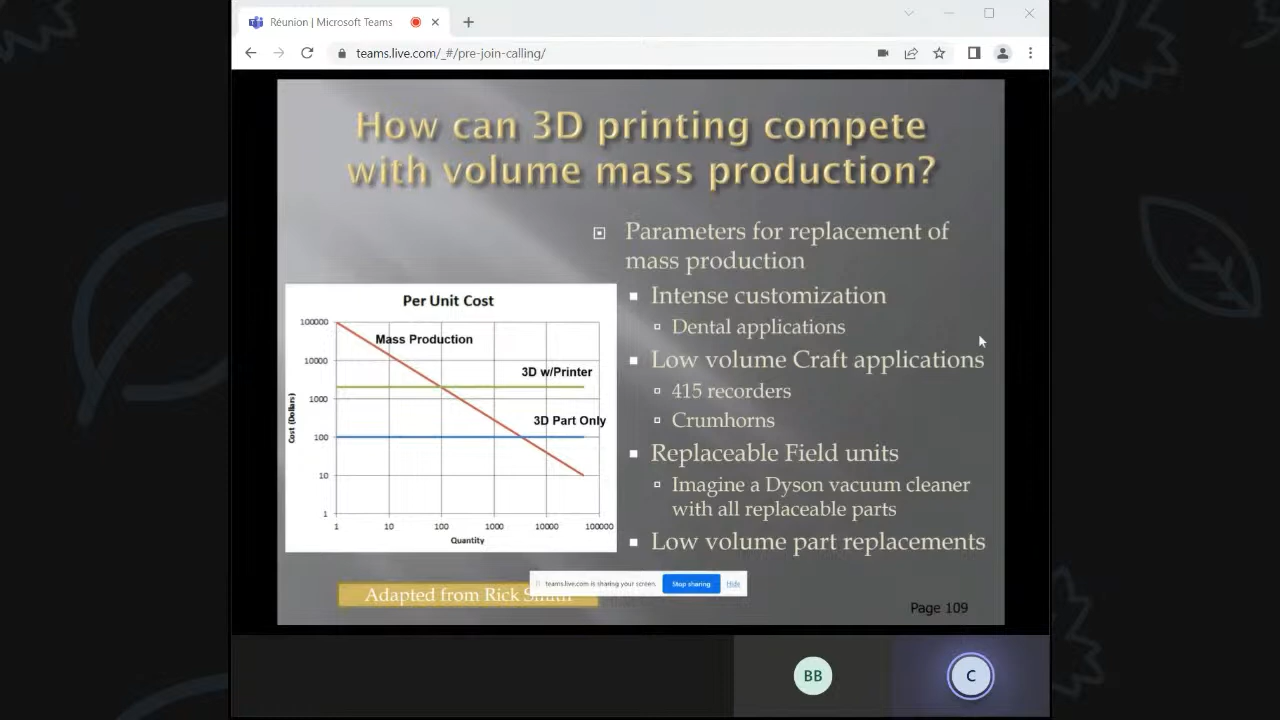 Réunion | Microsoft Teams
teams.live.com/_#/pre-join-calling/
How can 3D printing compete
with volume mass production?
Parameters for replacement of
mass production
Intense customization
Dental applications
Low volume Craft applications
415 recorders
Crumhorns
Replaceable Field units
Imagine a Dyson vacuum cleaner
with all replaceable parts
Low volume part replacements
Per Unit Cost
100000
10000
1000
100
10
1
Cost (Dollars)
Mass Production
3D w/Printer
3D Part Only
1 10 100 1000 10000 100000
Quantity
teams.live.com is sharing your screen. Stop sharing Hide
Adapted from Rick
Page 109
BB
C